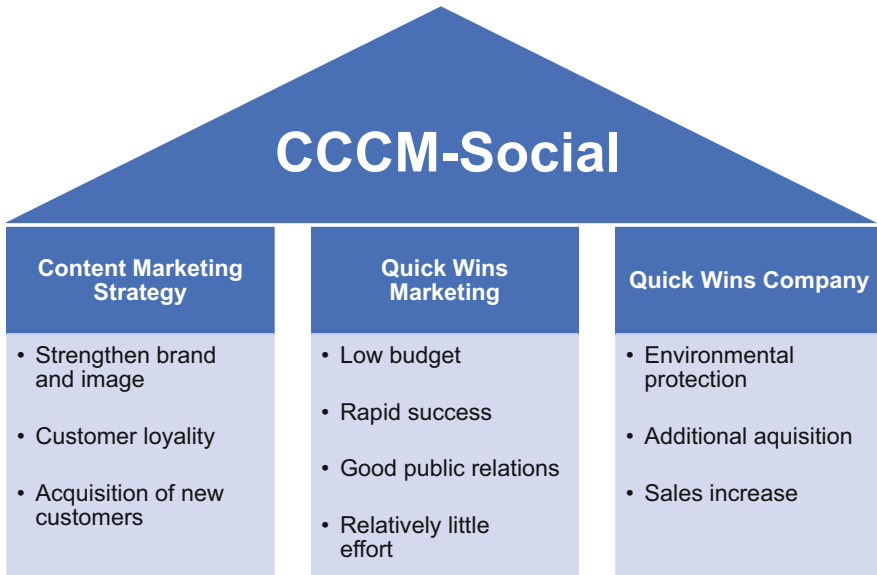 CCCM-Social
Content Marketing
Strategy
• Strengthen brand
and image
• Customer loyality
• Acquisition of new
customers
Quick Wins
Marketing
• Low budget
• Rapid success
• Good public relations
• Relatively little
effort
Quick Wins Company
• Environmental
protection
• Additional aquisition
• Sales increase